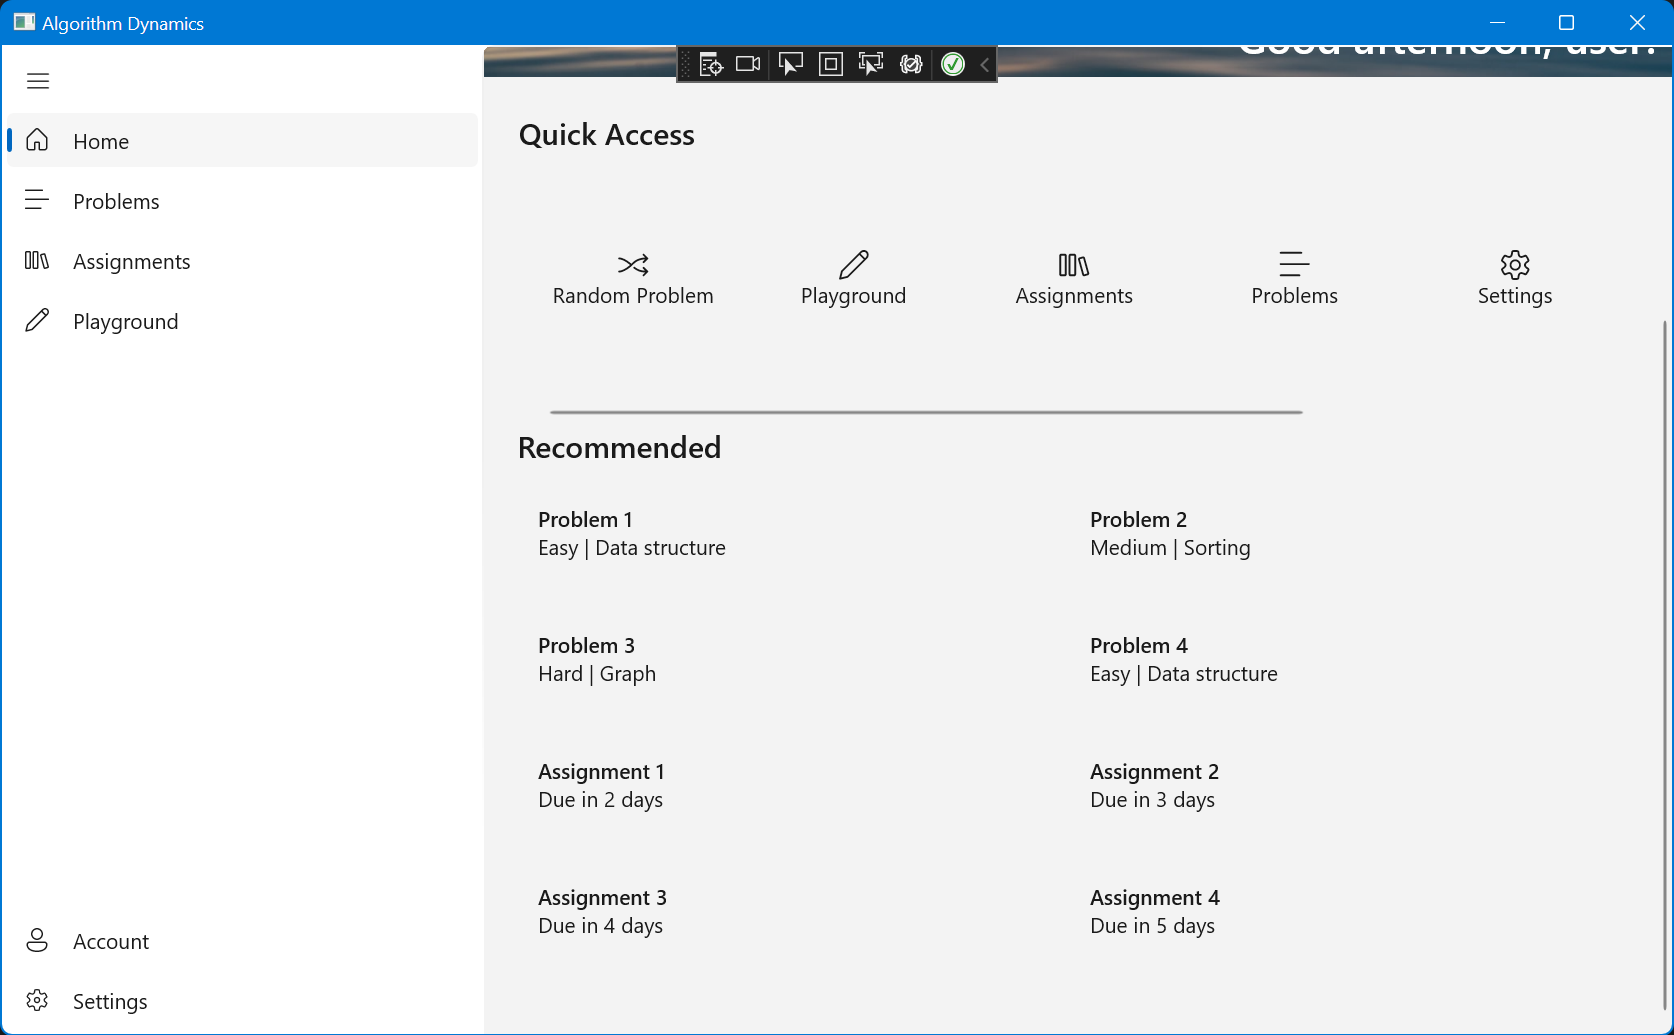 Algorithm Dynamics
Good afternoon, user!
Home
Problems
Assignments
Playground
Account
Settings
Quick Access
Random Problem
Playground
Assignments
Problems
Settings
Recommended
Problem 1
Easy | Data structure
Problem 2
Medium | Sorting
Problem 3
Hard | Graph
Problem 4
Easy | Data structure
Assignment 1
Due in 2 days
Assignment 2
Due in 3 days
Assignment 3
Due in 4 days
Assignment 4
Due in 5 days